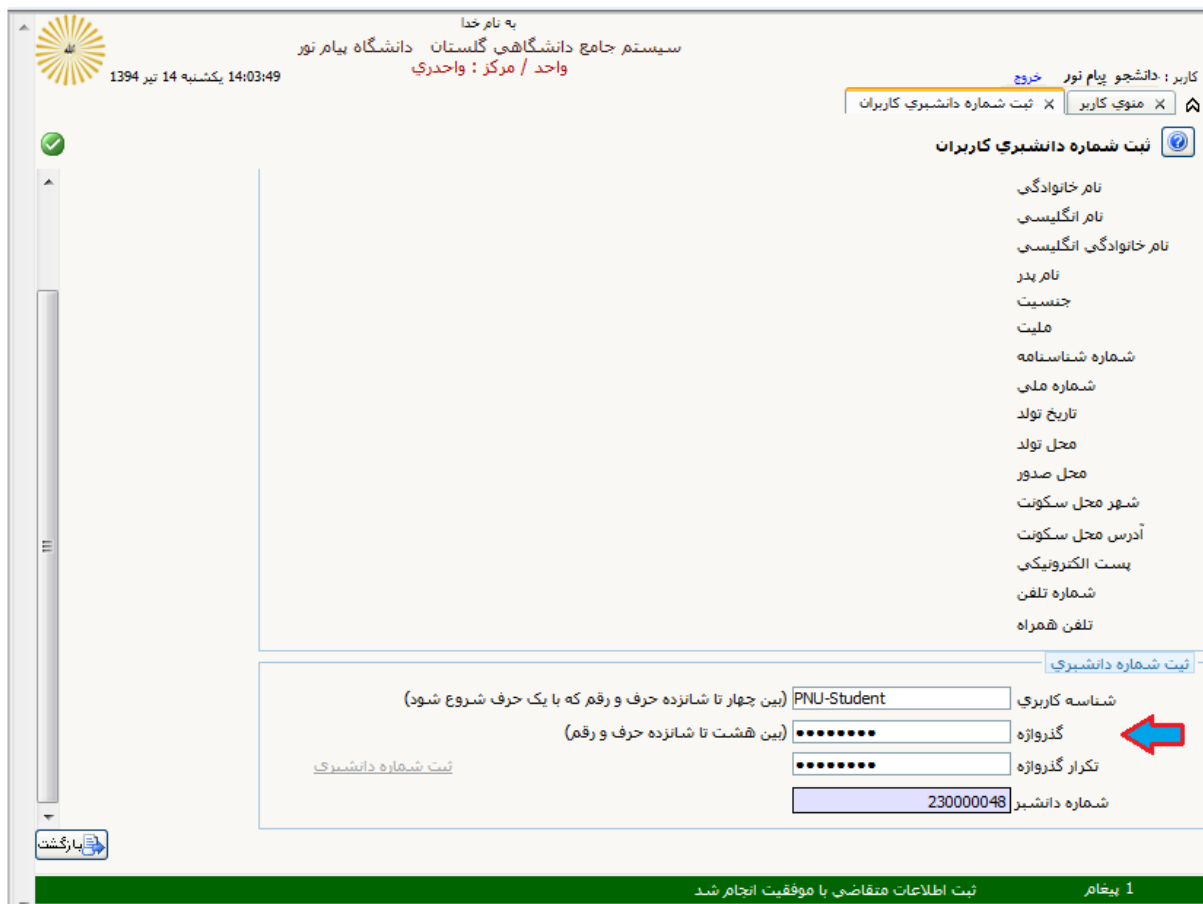 به نام خدا
سيستم جامع دانشگاهي گلستان   دانشگاه پيام نور
واحد / مركز : واحدري
14:03:49 يكشنبه 14 تير 1394
كاربر : دانشجو پيام نور   خروج
منوي كاربر X   ثبت شماره دانشبري كاربران X
ثبت شماره دانشبري كاربران
نام خانوادگي
نام انگليسي
نام خانوادگي انگليسي
نام پدر
جنسيت
مليت
شماره شناسنامه
شماره ملي
تاريخ تولد
محل تولد
محل صدور
شهر محل سكونت
آدرس محل سكونت
پست الكترونيكي
شماره تلفن
تلفن همراه
ثبت شماره دانشبري
شناسه كاربري PNU-Student (بين چهار تا شانزده حرف و رقم كه با يک حرف شروع شود)
گذرواژه ●●●●●●●● (بين هشت تا شانزده حرف و رقم)
تكرار گذرواژه ●●●●●●●● ثبت شماره دانشبري
شماره دانشبر 230000048
بازگشت
1 پيغام   ثبت اطلاعات متقاضي با موفقيت انجام شد